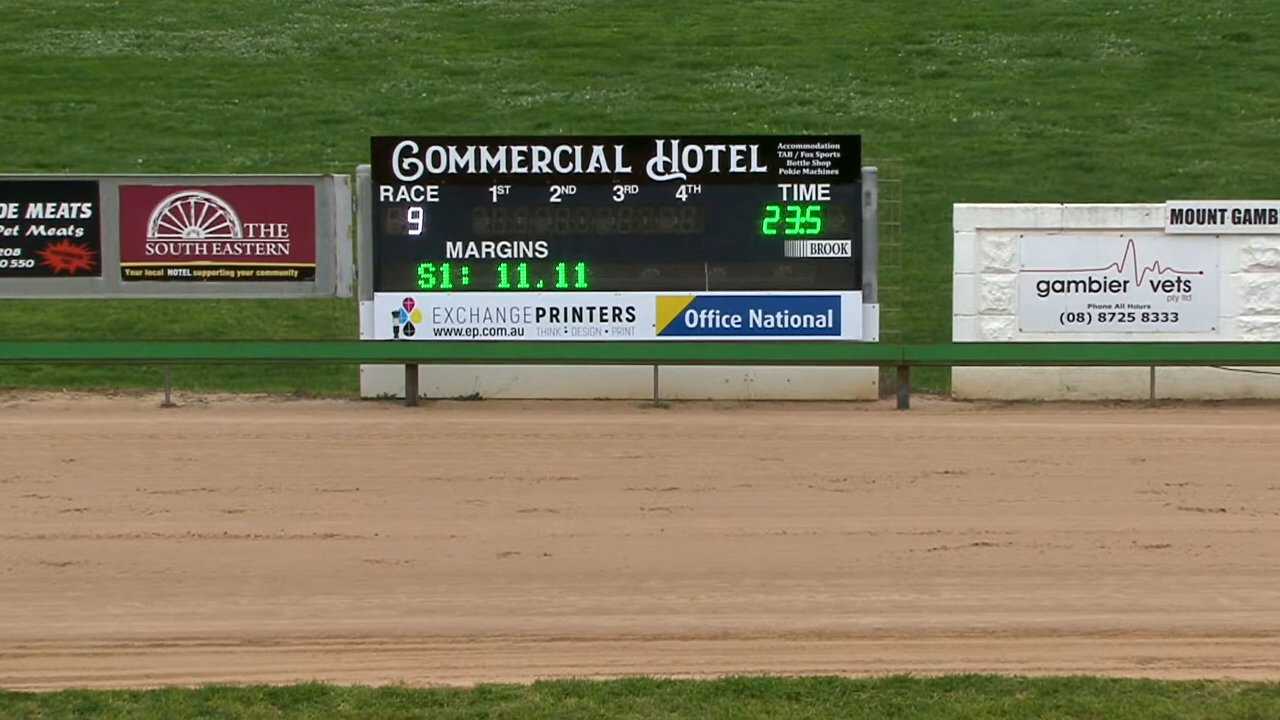 DE MEATS
Pet Meats
208
0 550
THE
SOUTH EASTERN
Your local HOTEL supporting your community
COMMERCIAL HOTEL
Accommodation
TAB / Fox Sports
Bottle Shop
Pokie Machines
RACE 1ST 2ND 3RD 4TH TIME
9 23.5
MARGINS
BROOK
S1: 11.11
EXCHANGEPRINTERS
www.ep.com.au THINK : DESIGN • PRINT
Office National
MOUNT GAMB
gambier vets
pty ltd
Phone All Hours
(08) 8725 8333